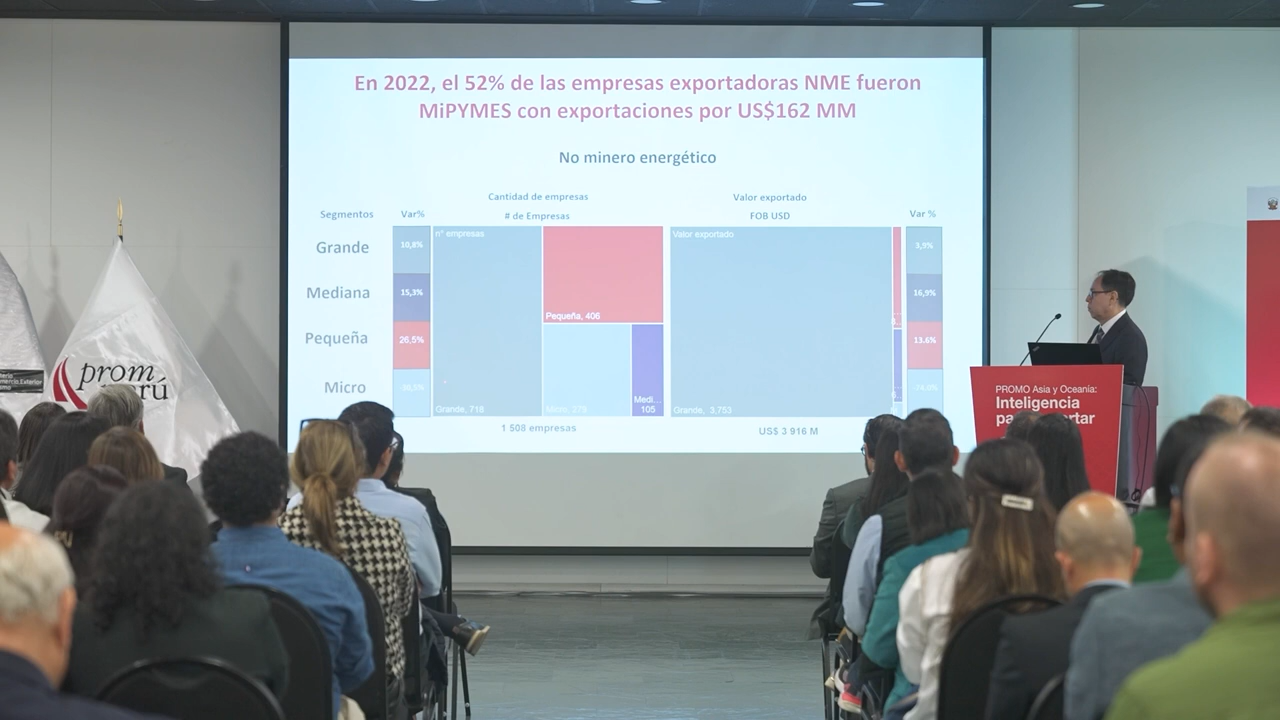 En 2022, el 52% de las empresas exportadoras NME fueron
MiPYMES con exportaciones por US$162 MM
No minero energético
Cantidad de empresas
Valor exportado
Segmentos
Var%
# de Empresas
FOB USD
Var %
Grande
10,8%
n° empresas
Valor exportado
3,9%
Mediana
15,3%
16,9%
Pequeña, 406
Pequeña
26,5%
13.6%
Micro
Medi...
105
Grande, 718
Grande, 3,753
1 508 empresas
US$ 3 916 M
prom
perú
PROMO Asia y Oceanía:
Inteligencia